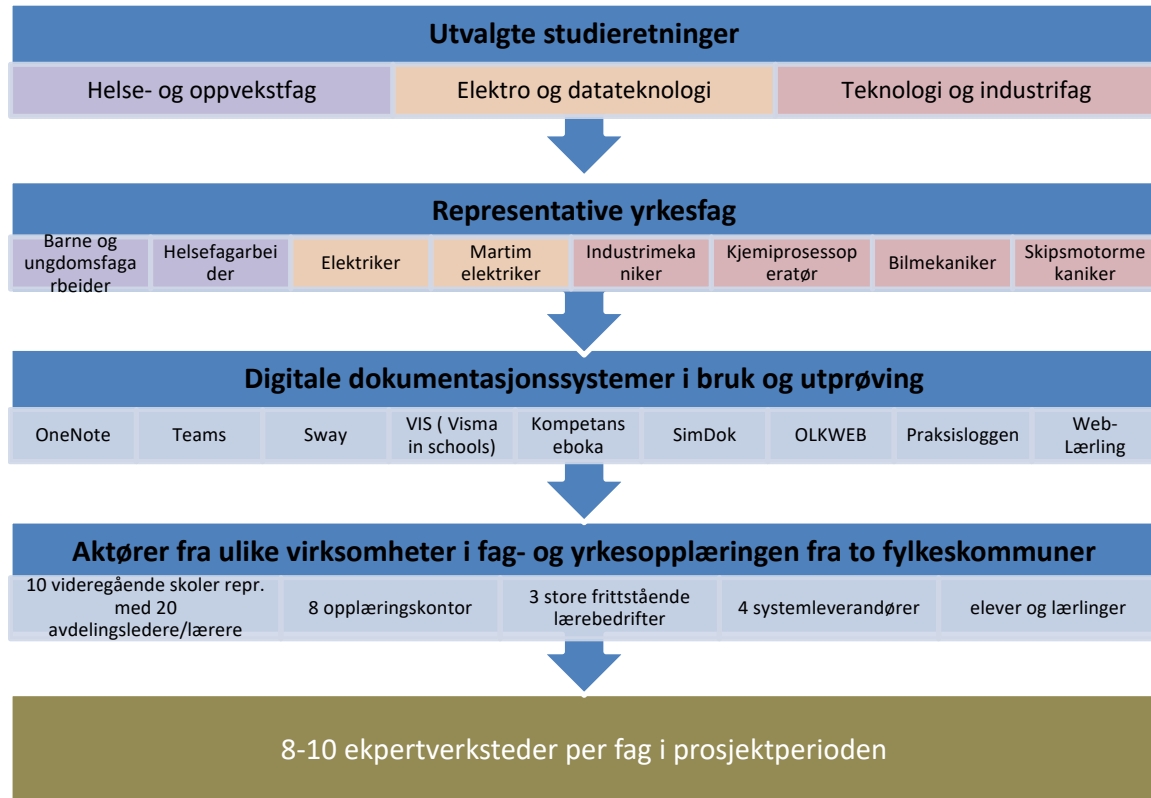 Utvalgte studieretninger
Helse- og oppvekstfag
Elektro og datateknologi
Teknologi og industrifag
Representative yrkesfag
Barne og
ungdomsfaga
rbeider
Helsefagarbei
der
Elektriker
Martim
elektriker
Industrimeka
niker
Kjemiprosessop
eratør
Bilmekaniker
Skipsmotorme
kaniker
Digitale dokumentasjonssystemer i bruk og utprøving
OneNote
Teams
Sway
VIS ( Visma
in schools)
Kompetans
eboka
SimDok
OLKWEB
Praksisloggen
Web-
Lærling
Aktører fra ulike virksomheter i fag- og yrkesopplæringen fra to fylkeskommuner
10 videregående skoler repr.
med 20
avdelingsledere/lærere
8 opplæringskontor
3 store frittstående
lærebedrifter
4 systemleverandører
elever og lærlinger
8-10 ekpertverksteder per fag i prosjektperioden